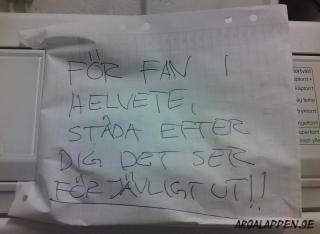 FÖR FAN I
HELVETE,
STÄDA EFTER
DIG DET SER
FÖR JÄVLIGT UT!!
ARGALAPPEN.SE